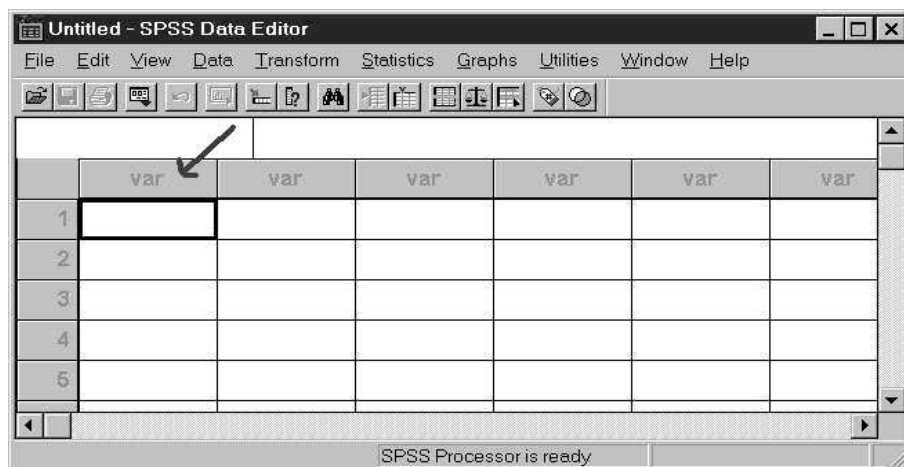 Untitled - SPSS Data Editor
File Edit View Data Transform Statistics Graphs Utilities Window Help
var var var var var var
1
2
3
4
5
SPSS Processor is ready